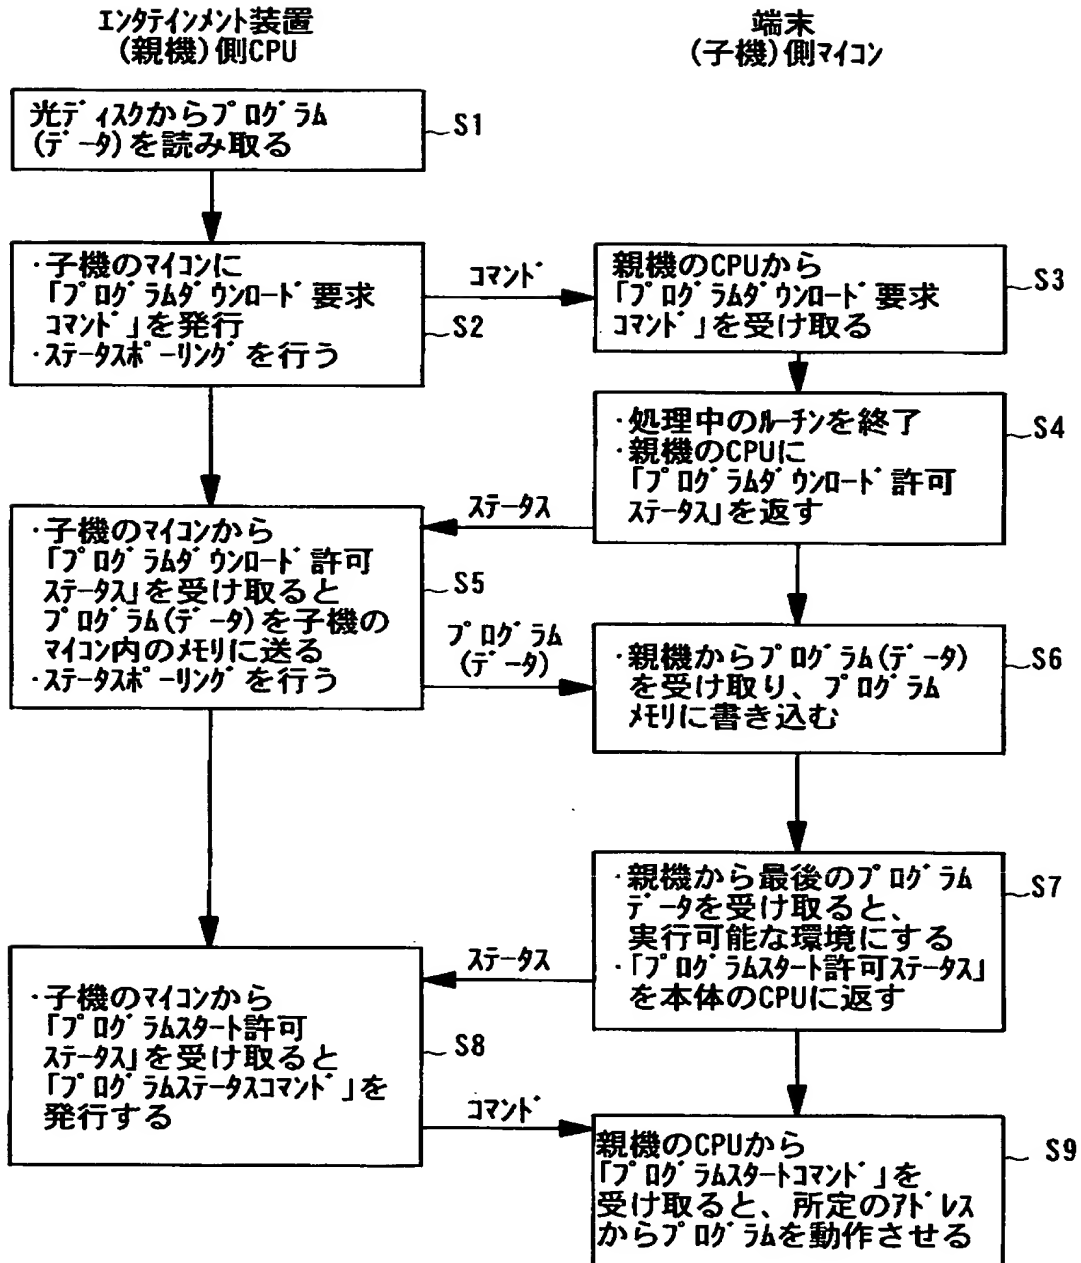 エンタテインメント装置
(親機)側CPU
端末
(子機)側マイコン
光ディスクからプログラム
(データ)を読み取る
S1
・子機のマイコンに
「プログラムダウンロード要求
コマンド」を発行
・ステータスポーリングを行う
S2
コマンド
親機のCPUから
「プログラムダウンロード要求
コマンド」を受け取る
S3
・処理中のルーチンを終了
・親機のCPUに
「プログラムダウンロード許可
ステータス」を返す
S4
ステータス
・子機のマイコンから
「プログラムダウンロード許可
ステータス」を受け取ると
プログラム(データ)を子機の
マイコン内のメモリに送る
・ステータスポーリングを行う
S5
プログラム
(データ)
・親機からプログラム(データ)
を受け取り、プログラム
メモリに書き込む
S6
・親機から最後のプログラム
データを受け取ると、
実行可能な環境にする
・「プログラムスタート許可ステータス」
を本体のCPUに返す
S7
ステータス
・子機のマイコンから
「プログラムスタート許可
ステータス」を受け取ると
「プログラムステータスコマンド」を
発行する
S8
コマンド
親機のCPUから
「プログラムスタートコマンド」を
受け取ると、所定のアドレス
からプログラムを動作させる
S9